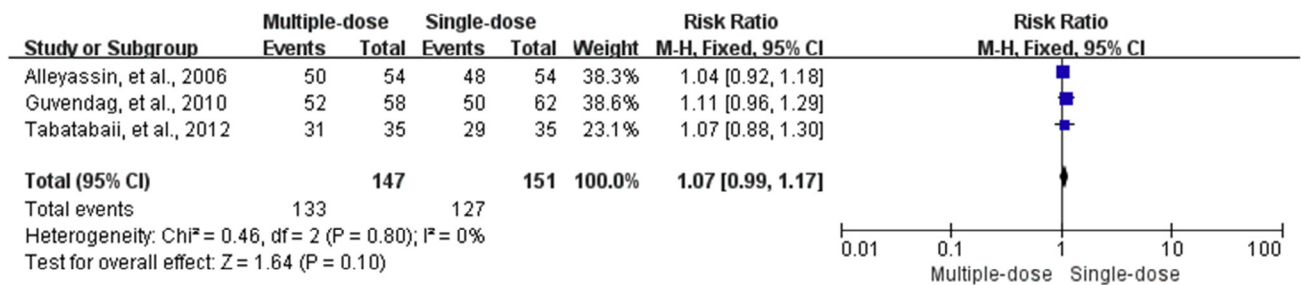 Multiple-dose Single-dose Risk Ratio Risk Ratio
Study or Subgroup Events Total Events Total Weight M-H, Fixed, 95% CI M-H, Fixed, 95% CI
Alleyassin, et al., 2006 50 54 48 54 38.3% 1.04 [0.92, 1.18]
Guvendag, et al., 2010 52 58 50 62 38.6% 1.11 [0.96, 1.29]
Tabatabaii, et al., 2012 31 35 29 35 23.1% 1.07 [0.88, 1.30]
Total (95% CI) 147 151 100.0% 1.07 [0.99, 1.17]
Total events 133 127
Heterogeneity: Chi² = 0.46, df = 2 (P = 0.80); I² = 0%
Test for overall effect: Z = 1.64 (P = 0.10)
0.01 0.1 1 10 100
Multiple-dose Single-dose